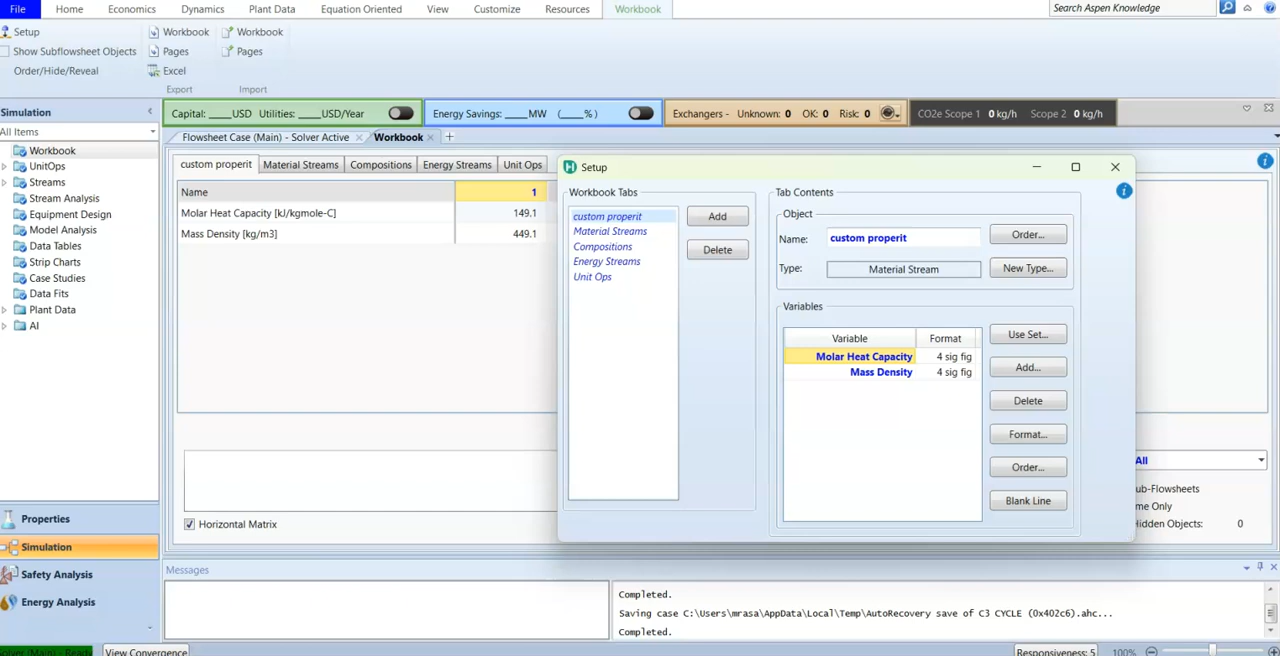 File Home Economics Dynamics Plant Data Equation Oriented View Customize Resources Workbook Search Aspen Knowledge
Setup Workbook Workbook
Show Subflowsheet Objects Pages Pages
Order/Hide/Reveal Excel
Export Import
Simulation
Capital: ____USD Utilities: ____USD/Year Energy Savings: ____MW (____%) Exchangers - Unknown: 0 OK: 0 Risk: 0 CO2e Scope 1 0 kg/h Scope 2 0 kg/h
All Items
Flowsheet Case (Main) - Solver Active Workbook +
Workbook
UnitOps
Streams
Stream Analysis
Equipment Design
Model Analysis
Data Tables
Strip Charts
Case Studies
Data Fits
Plant Data
AI
Properties
Simulation
Safety Analysis
Energy Analysis
custom properit Material Streams Compositions Energy Streams Unit Ops
Name 1
Molar Heat Capacity [kJ/kgmole-C] 149.1
Mass Density [kg/m3] 449.1
Horizontal Matrix
Setup
Workbook Tabs
custom properit
Material Streams
Compositions
Energy Streams
Unit Ops
Add
Delete
Tab Contents
Object
Name: custom properit Order...
Type: Material Stream New Type...
Variables
Variable Format
Molar Heat Capacity 4 sig fig
Mass Density 4 sig fig
Use Set...
Add...
Delete
Format...
Order...
Blank Line
All
ub-Flowsheets
me Only
Hidden Objects: 0
Messages
Completed.
Saving case C:\Users\mrasa\AppData\Local\Temp\AutoRecovery save of C3 CYCLE (0x402c6).ahc...
Completed.
Solver (Main) - Ready View Convergence Responsiveness: 5 100%